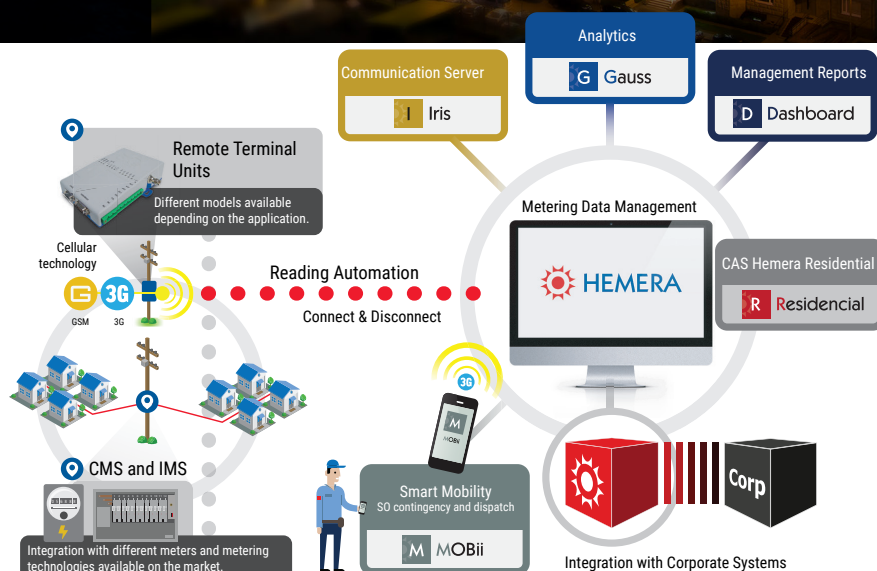 Analytics
G Gauss
Communication Server
I Iris
Management Reports
D Dashboard
Remote Terminal
Units
Different models available
depending on the application.
Cellular
technology
G
3G
GSM
3G
Reading Automation
Connect & Disconnect
Metering Data Management
HEMERA
CAS Hemera Residential
R Residencial
3G
M
MOBii
CMS and IMS
Integration with different meters and metering
technologies available on the market.
Smart Mobility
SO contingency and dispatch
M MOBii
Corp
Integration with Corporate Systems